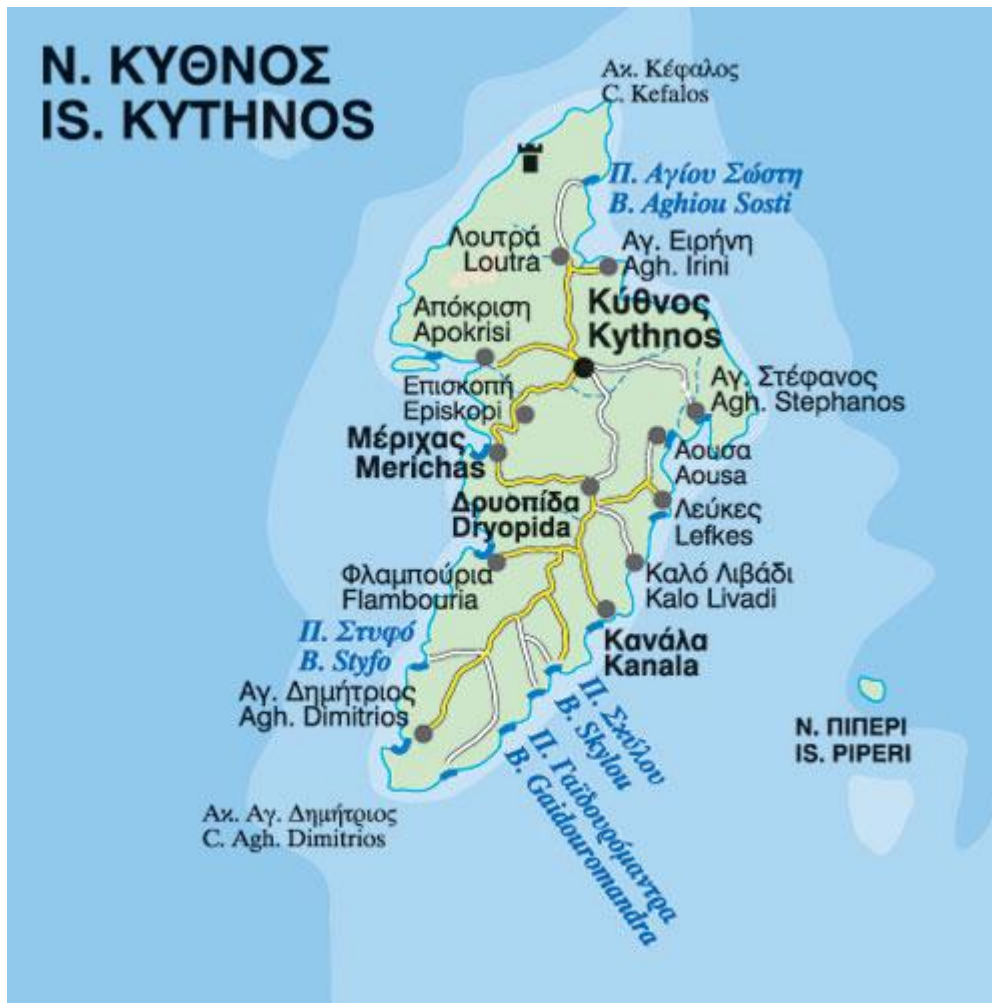 Ν. ΚΥΘΝΟΣ
IS. KYTHNOS
Ακ. Κέφαλος
C. Kefalos
Π. Αγίου Σώστη
B. Aghiou Sosti
Λουτρά
Loutra
Αγ. Ειρήνη
Agh. Irini
Κύθνος
Kythnos
Απόκριση
Apokrisi
Αγ. Στέφανος
Agh. Stephanos
Επισκοπή
Episkopi
Μέριχας
Merichas
Αουσα
Aousa
Δρυοπίδα
Dryopida
Λεύκες
Lefkes
Φλαμπούρια
Flambouria
Καλό Λιβάδι
Kalo Livadi
Π. Στυφό
B. Styfo
Κανάλα
Kanala
Αγ. Δημήτριος
Agh. Dimitrios
Π. Σκύλου
B. Skylou
Π. Γαϊδουρόμαντρα
B. Gaidouromandra
Ν. ΠΙΠΕΡΙ
IS. PIPERI
Ακ. Αγ. Δημήτριος
C. Agh. Dimitrios